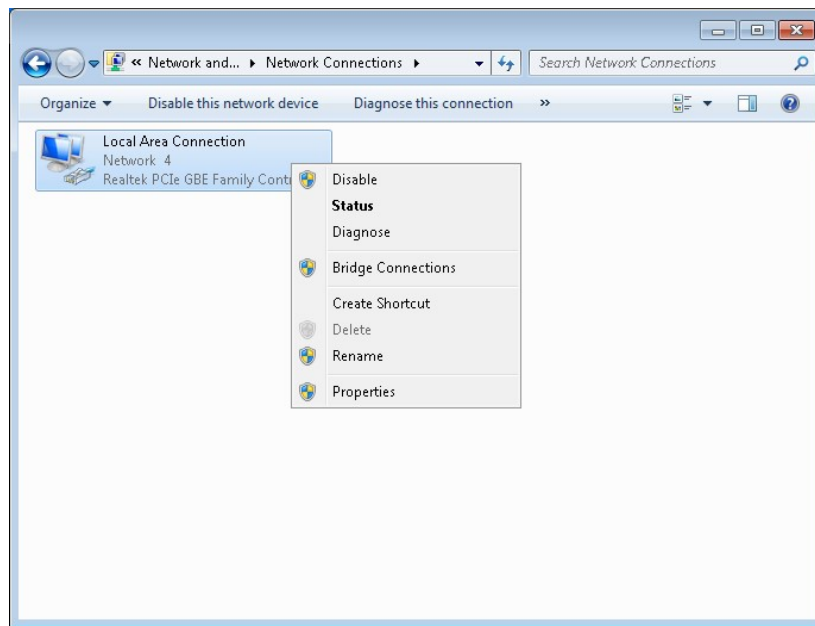 « Network and... Network Connections
Search Network Connections
Organize Disable this network device Diagnose this connection »
Local Area Connection
Network 4
Realtek PCIe GBE Family Contr
Disable
Status
Diagnose
Bridge Connections
Create Shortcut
Delete
Rename
Properties